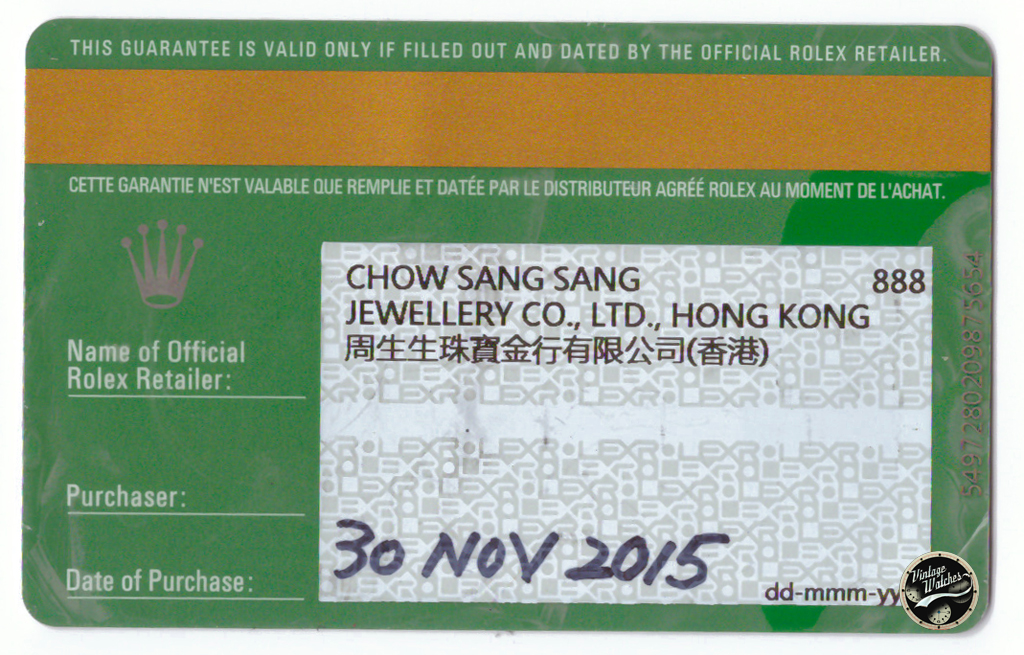 THIS GUARANTEE IS VALID ONLY IF FILLED OUT AND DATED BY THE OFFICIAL ROLEX RETAILER.
CETTE GARANTIE N'EST VALABLE QUE REMPLIE ET DATÉE PAR LE DISTRIBUTEUR AGRÉÉ ROLEX AU MOMENT DE L'ACHAT.
CHOW SANG SANG 888
JEWELLERY CO., LTD., HONG KONG
周生生珠寶金行有限公司(香港)
Name of Official
Rolex Retailer:
Purchaser:
Date of Purchase:
30 NOV 2015
dd-mmm-yy
Vintage
Watches